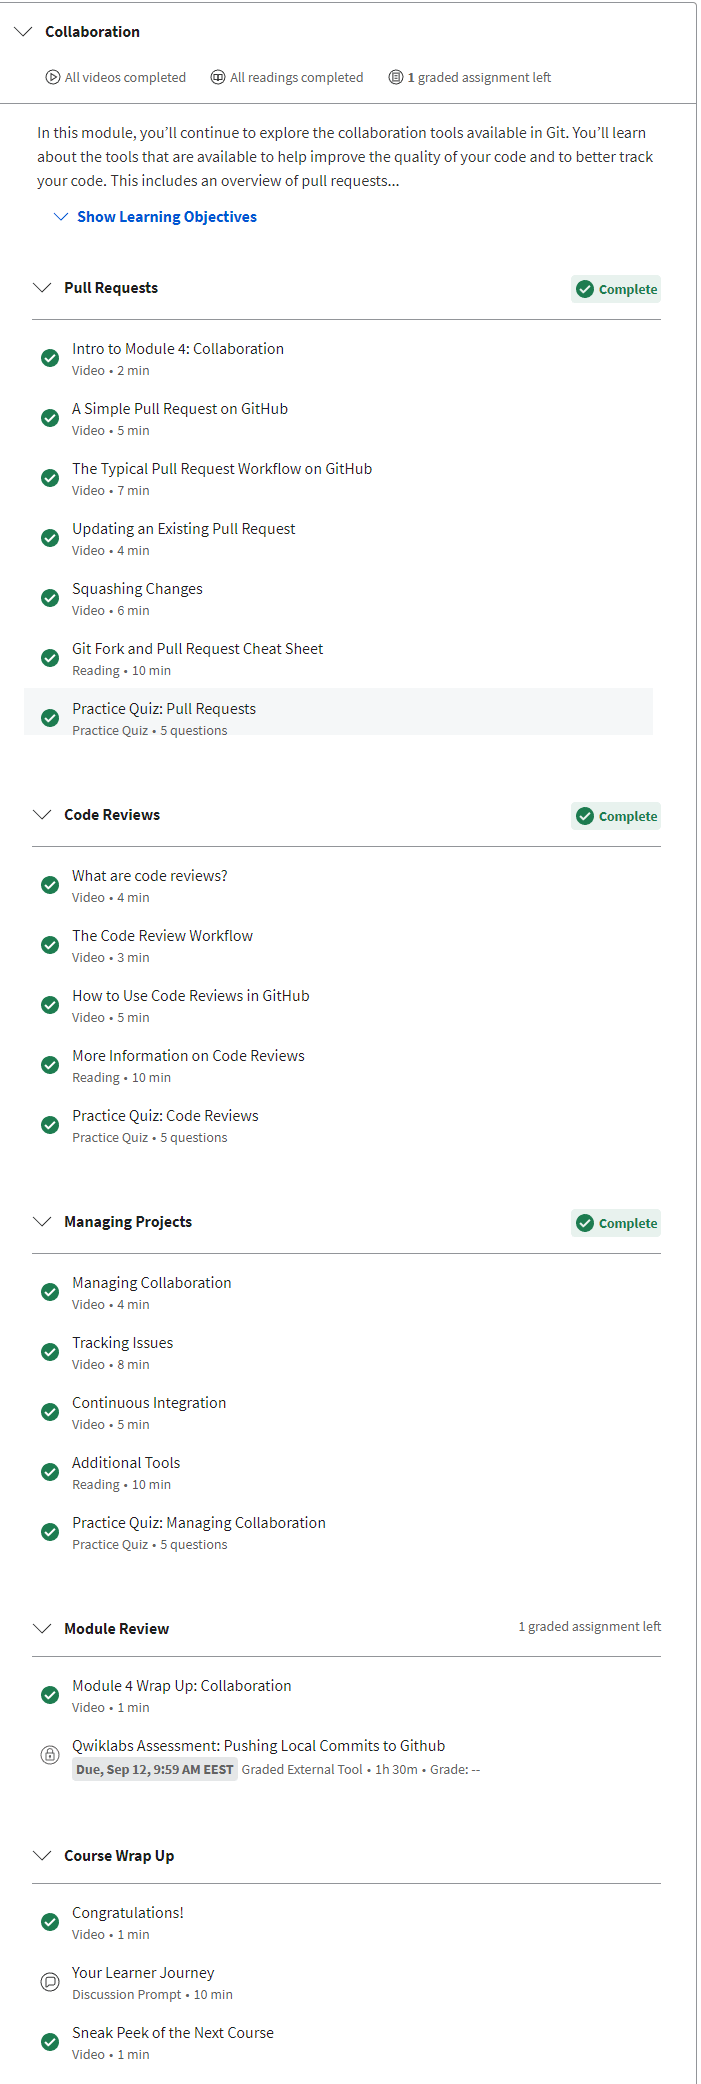 Collaboration
All videos completed All readings completed 1 graded assignment left
In this module, you’ll continue to explore the collaboration tools available in Git. You’ll learn
about the tools that are available to help improve the quality of your code and to better track
your code. This includes an overview of pull requests...
Show Learning Objectives
Pull Requests Complete
Intro to Module 4: Collaboration
Video • 2 min
A Simple Pull Request on GitHub
Video • 5 min
The Typical Pull Request Workflow on GitHub
Video • 7 min
Updating an Existing Pull Request
Video • 4 min
Squashing Changes
Video • 6 min
Git Fork and Pull Request Cheat Sheet
Reading • 10 min
Practice Quiz: Pull Requests
Practice Quiz • 5 questions
Code Reviews Complete
What are code reviews?
Video • 4 min
The Code Review Workflow
Video • 3 min
How to Use Code Reviews in GitHub
Video • 5 min
More Information on Code Reviews
Reading • 10 min
Practice Quiz: Code Reviews
Practice Quiz • 5 questions
Managing Projects Complete
Managing Collaboration
Video • 4 min
Tracking Issues
Video • 8 min
Continuous Integration
Video • 5 min
Additional Tools
Reading • 10 min
Practice Quiz: Managing Collaboration
Practice Quiz • 5 questions
Module Review 1 graded assignment left
Module 4 Wrap Up: Collaboration
Video • 1 min
Qwiklabs Assessment: Pushing Local Commits to Github
Due, Sep 12, 9:59 AM EEST Graded External Tool • 1h 30m • Grade: --
Course Wrap Up
Congratulations!
Video • 1 min
Your Learner Journey
Discussion Prompt • 10 min
Sneak Peek of the Next Course
Video • 1 min